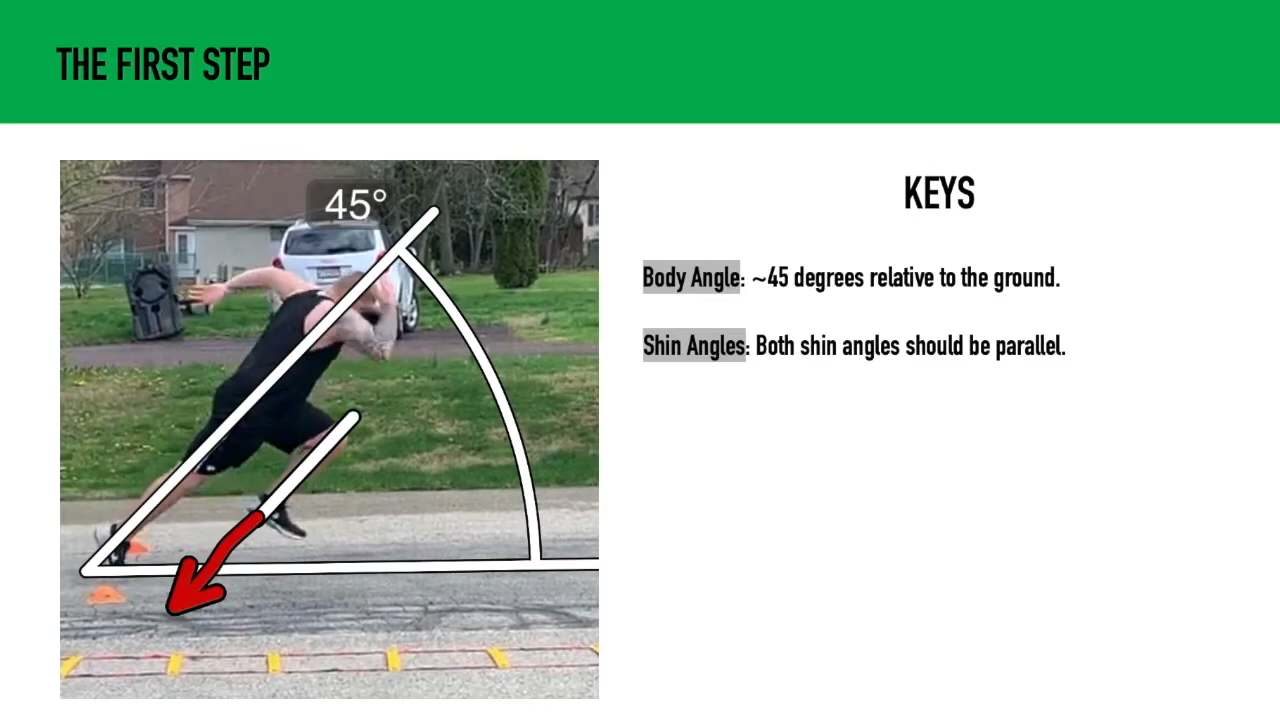 THE FIRST STEP
45°
KEYS
Body Angle: ~45 degrees relative to the ground.
Shin Angles: Both shin angles should be parallel.